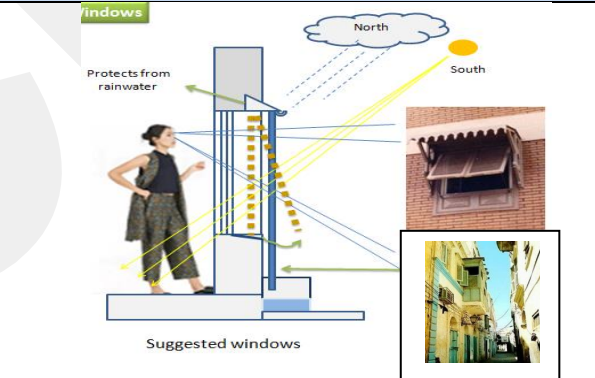 Windows
North
South
Protects from
rainwater
Suggested windows